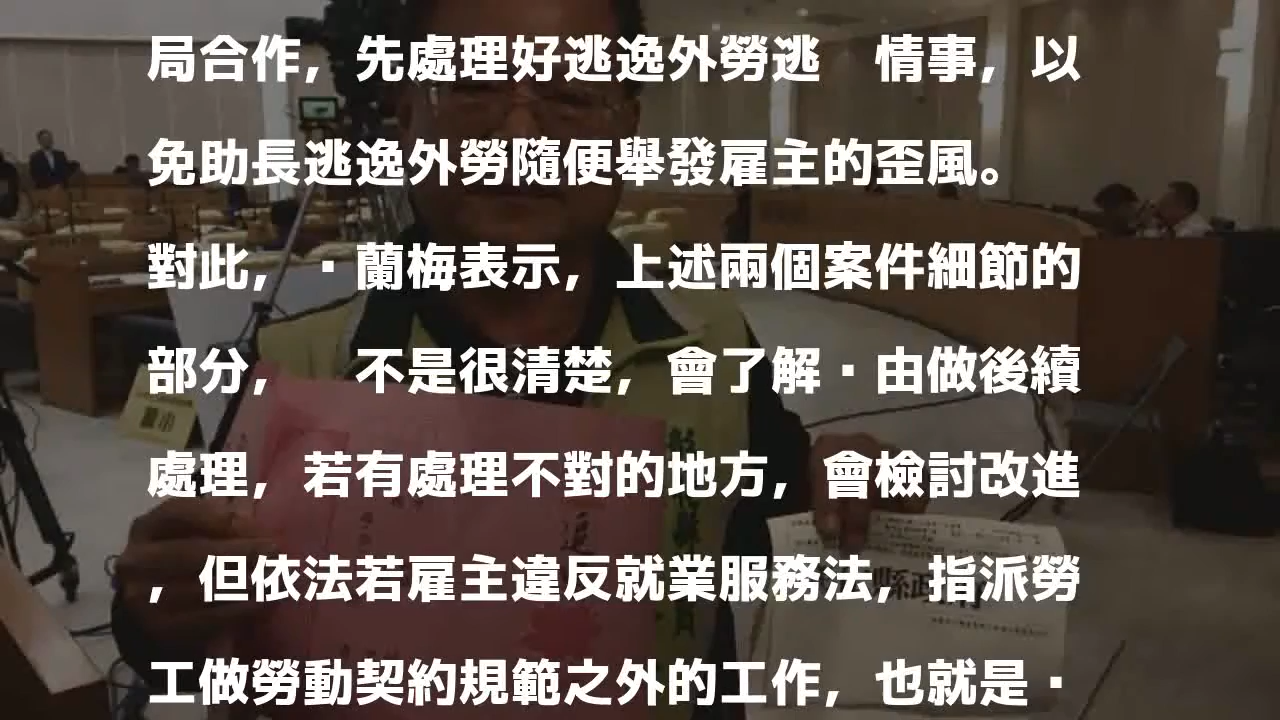 局合作，先處理好逃逸外勞逃　情事，以
免助長逃逸外勞隨便舉發雇主的歪風。
對此，·蘭梅表示，上述兩個案件細節的
部分，　不是很清楚，會了解·由做後續
處理，若有處理不對的地方，會檢討改進
，但依法若雇主違反就業服務法，指派勞
工做勞動契約規範之外的工作，也就是·